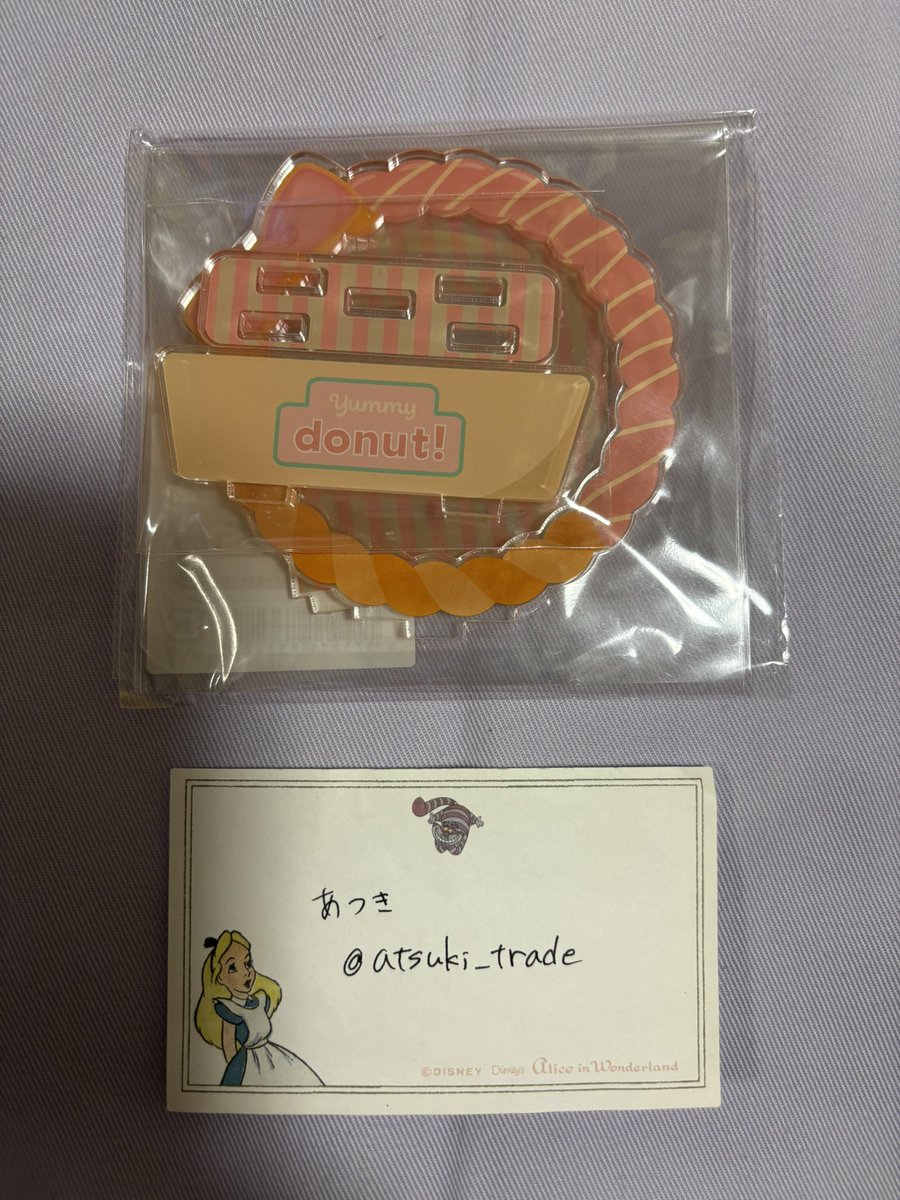 Yummy
donut!
あつき
@atsuki_trade
©DISNEY Disney's Alice in Wonderland